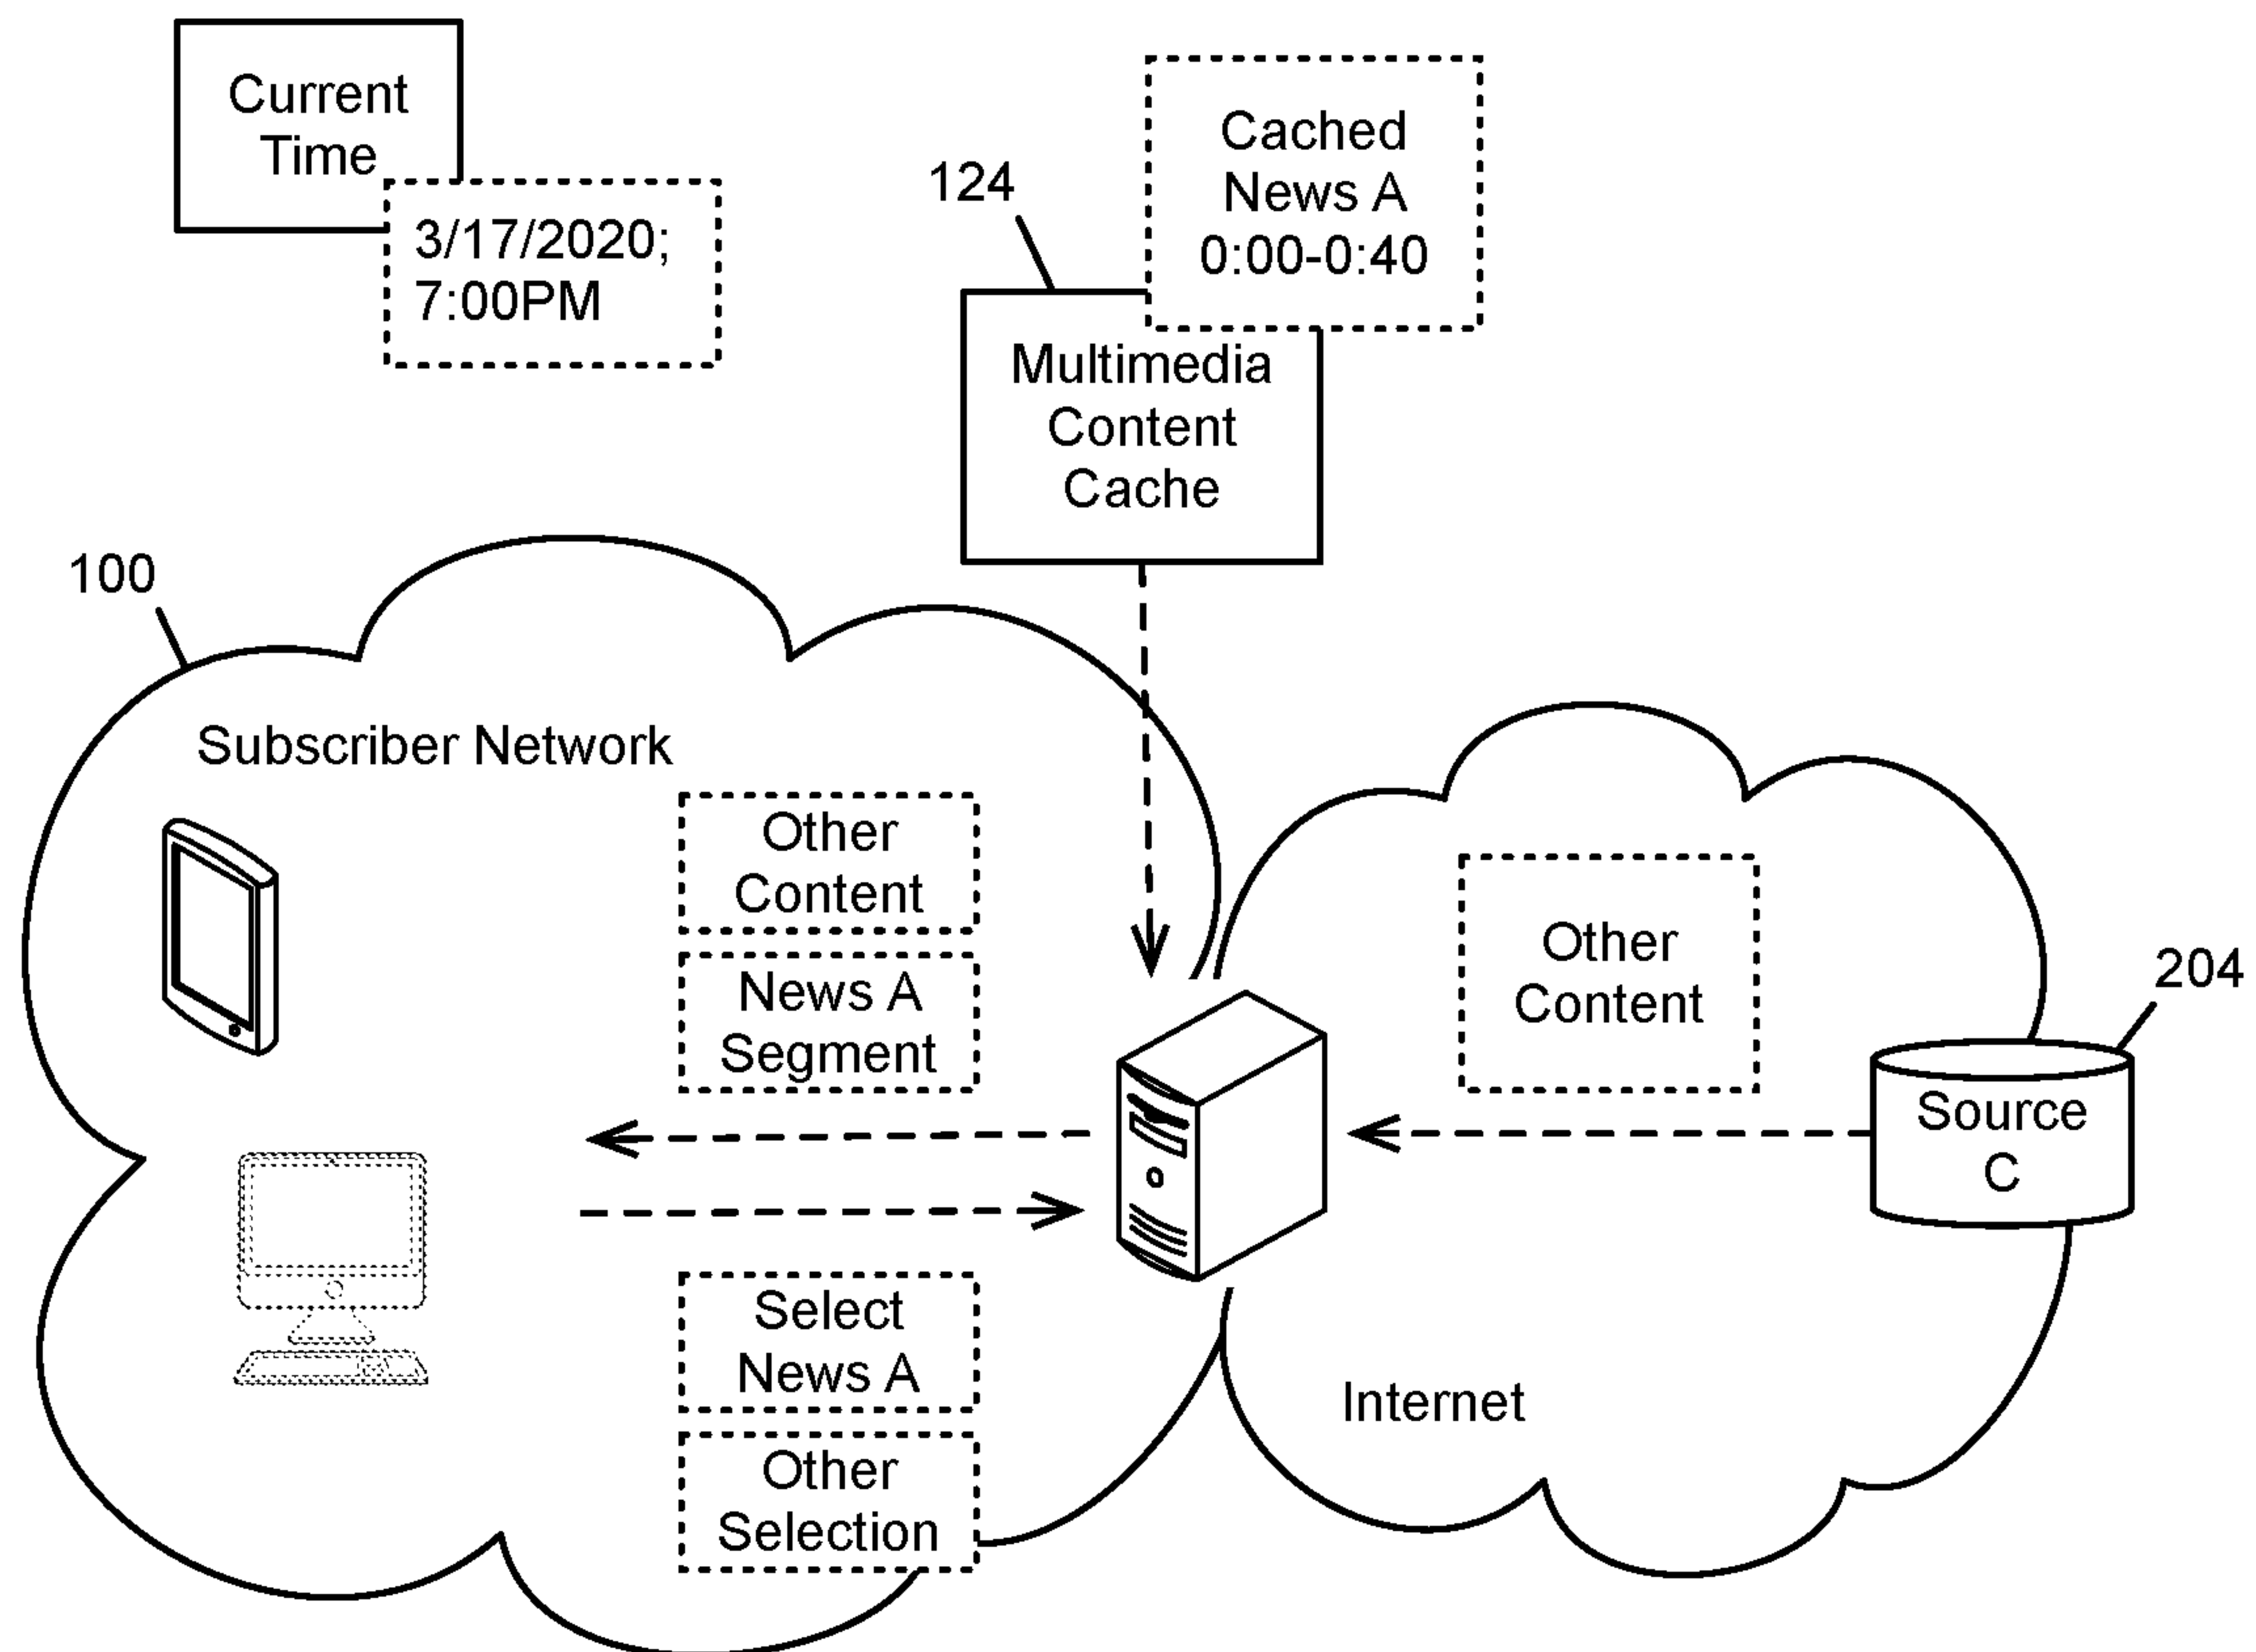 Current
Time
3/17/2020;
7:00PM
124
Cached
News A
0:00-0:40
Multimedia
Content
Cache
100
Subscriber Network
Other
Content
News A
Segment
Other
Content
204
Source
C
Select
News A
Other
Selection
Internet